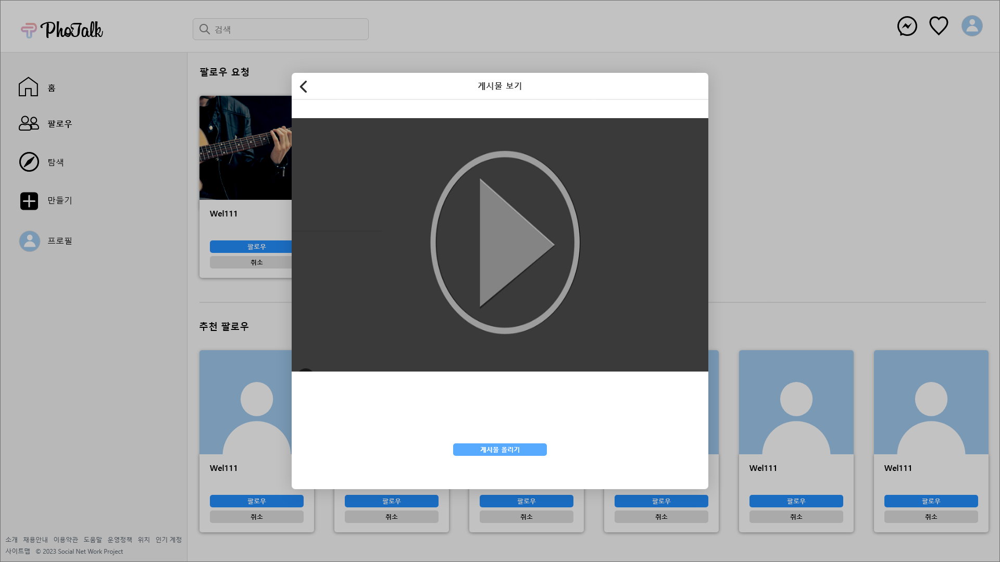 PhoTalk
검색
홈
팔로우
탐색
만들기
프로필
소개 채용안내 이용약관 도움말 운영정책 위치 인기 계정
사이트맵 © 2023 Social Net Work Project
팔로우 요청
Wel111
팔로우
취소
게시물 보기
게시물 올리기
추천 팔로우
Wel111 Wel111 Wel111
팔로우 팔로우 팔로우 팔로우 팔로우 팔로우
취소 취소 취소 취소 취소 취소